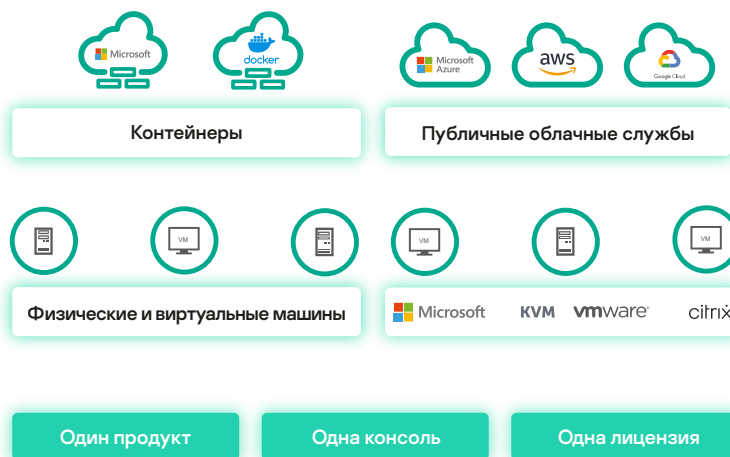 Microsoft
docker
Microsoft
Azure
aws
Google Cloud
Контейнеры
Публичные облачные службы
VM
VM
VM
Физические и виртуальные машины
Microsoft KVM vmware® citrix
Один продукт
Одна консоль
Одна лицензия